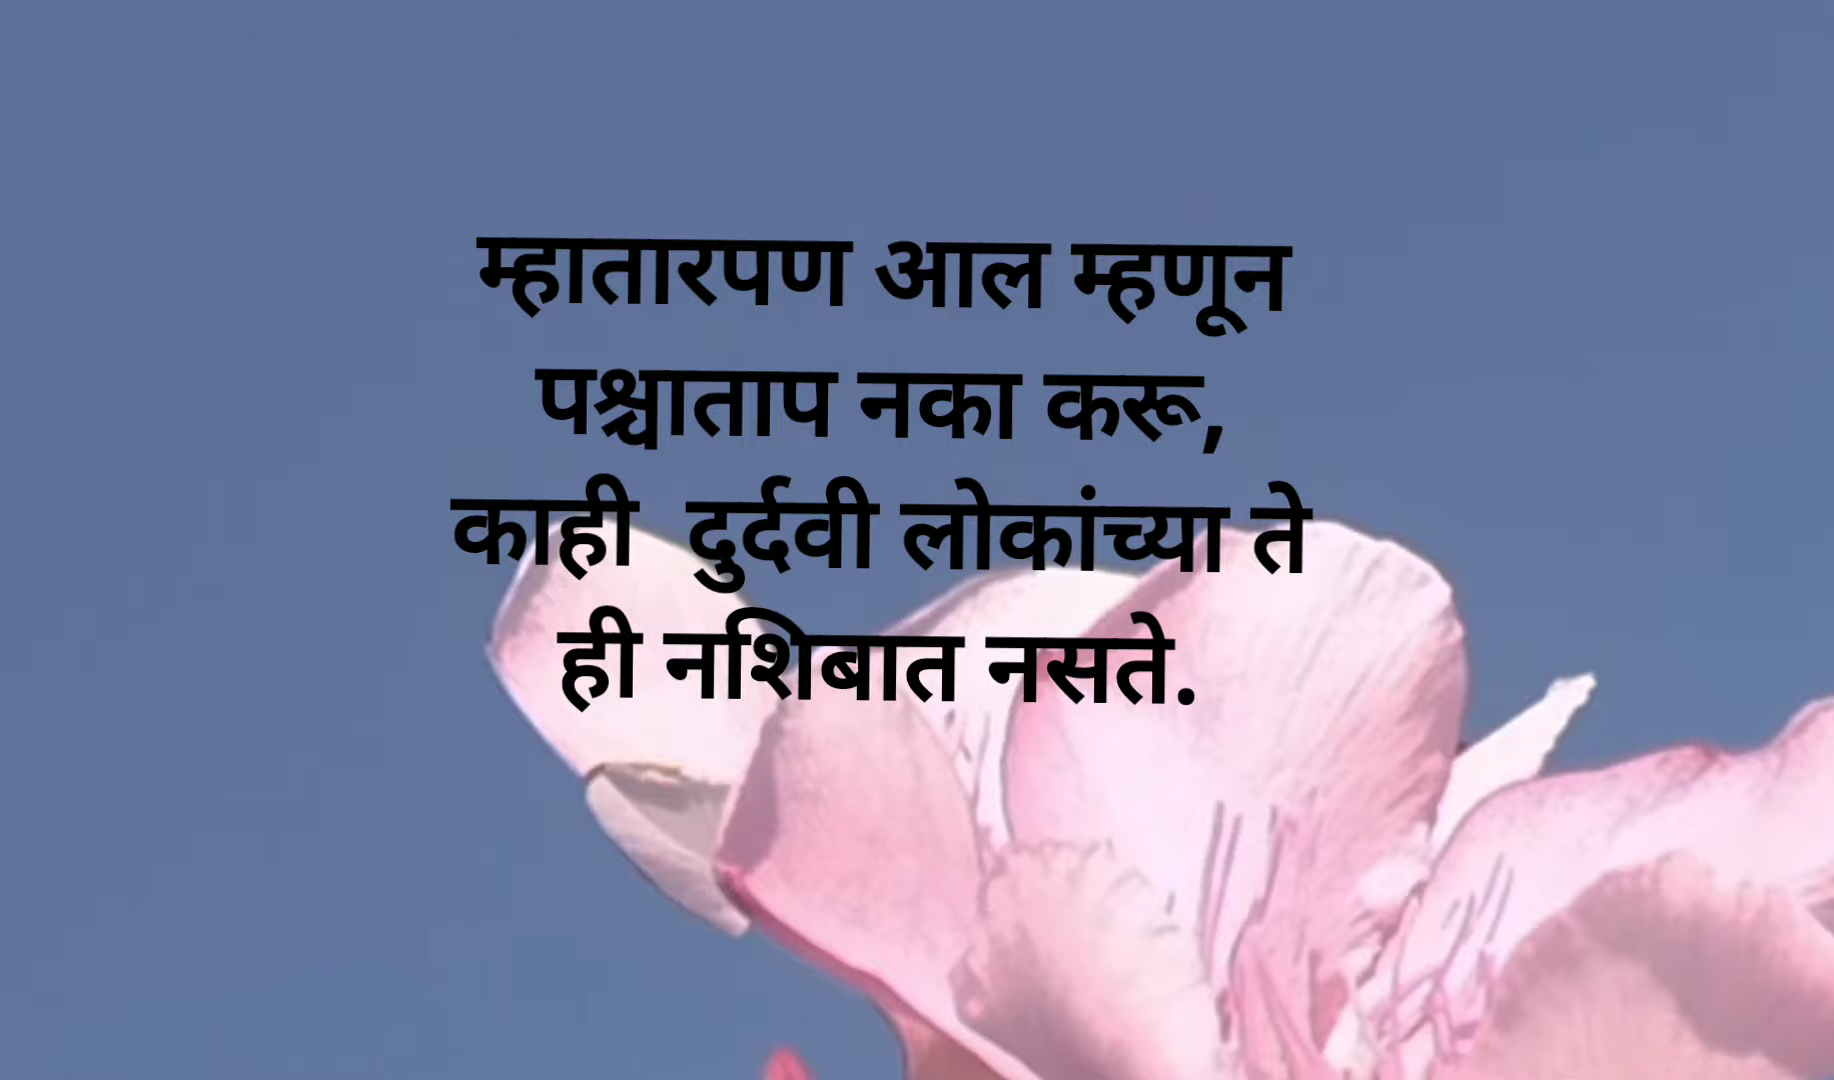 म्हातारपण आल म्हणून
पश्चाताप नका करू,
काही  दुर्दवी लोकांच्या ते
ही नशिबात नसते.